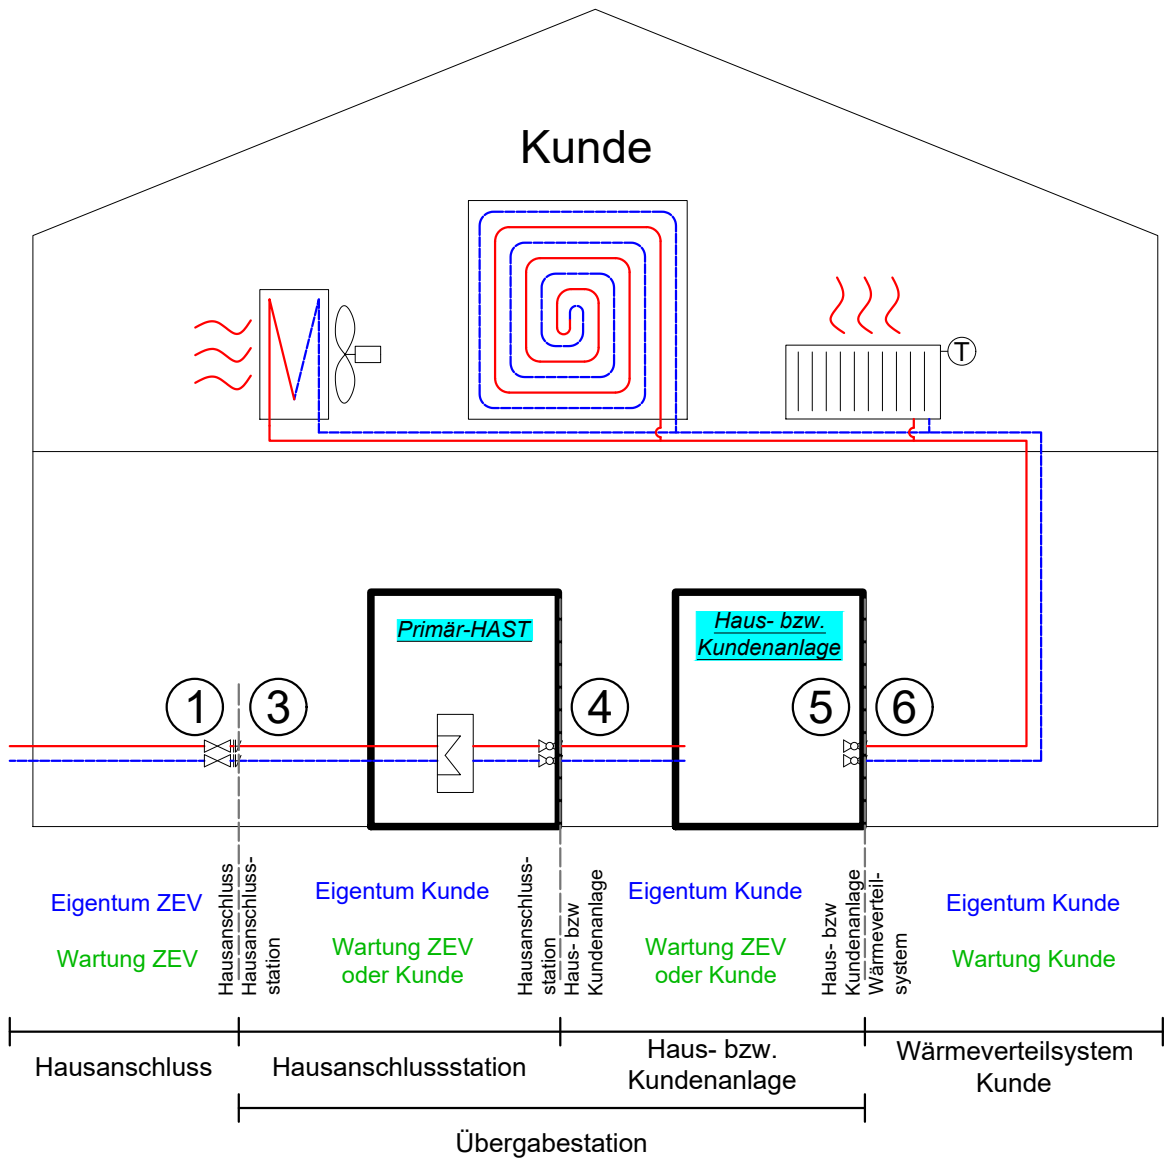 Kunde
T
Primär-HAST
Haus- bzw.
Kundenanlage
1
3
4
5
6
Hausanschluss
Hausanschluss-
station
Hausanschluss-
station
Haus- bzw
Kundenanlage
Haus- bzw
Kundenanlage
Wärmeverteil-
system
Eigentum ZEV
Wartung ZEV
Eigentum Kunde
Wartung ZEV
oder Kunde
Eigentum Kunde
Wartung ZEV
oder Kunde
Eigentum Kunde
Wartung Kunde
Hausanschluss
Hausanschlussstation
Haus- bzw.
Kundenanlage
Wärmeverteilsystem
Kunde
Übergabestation